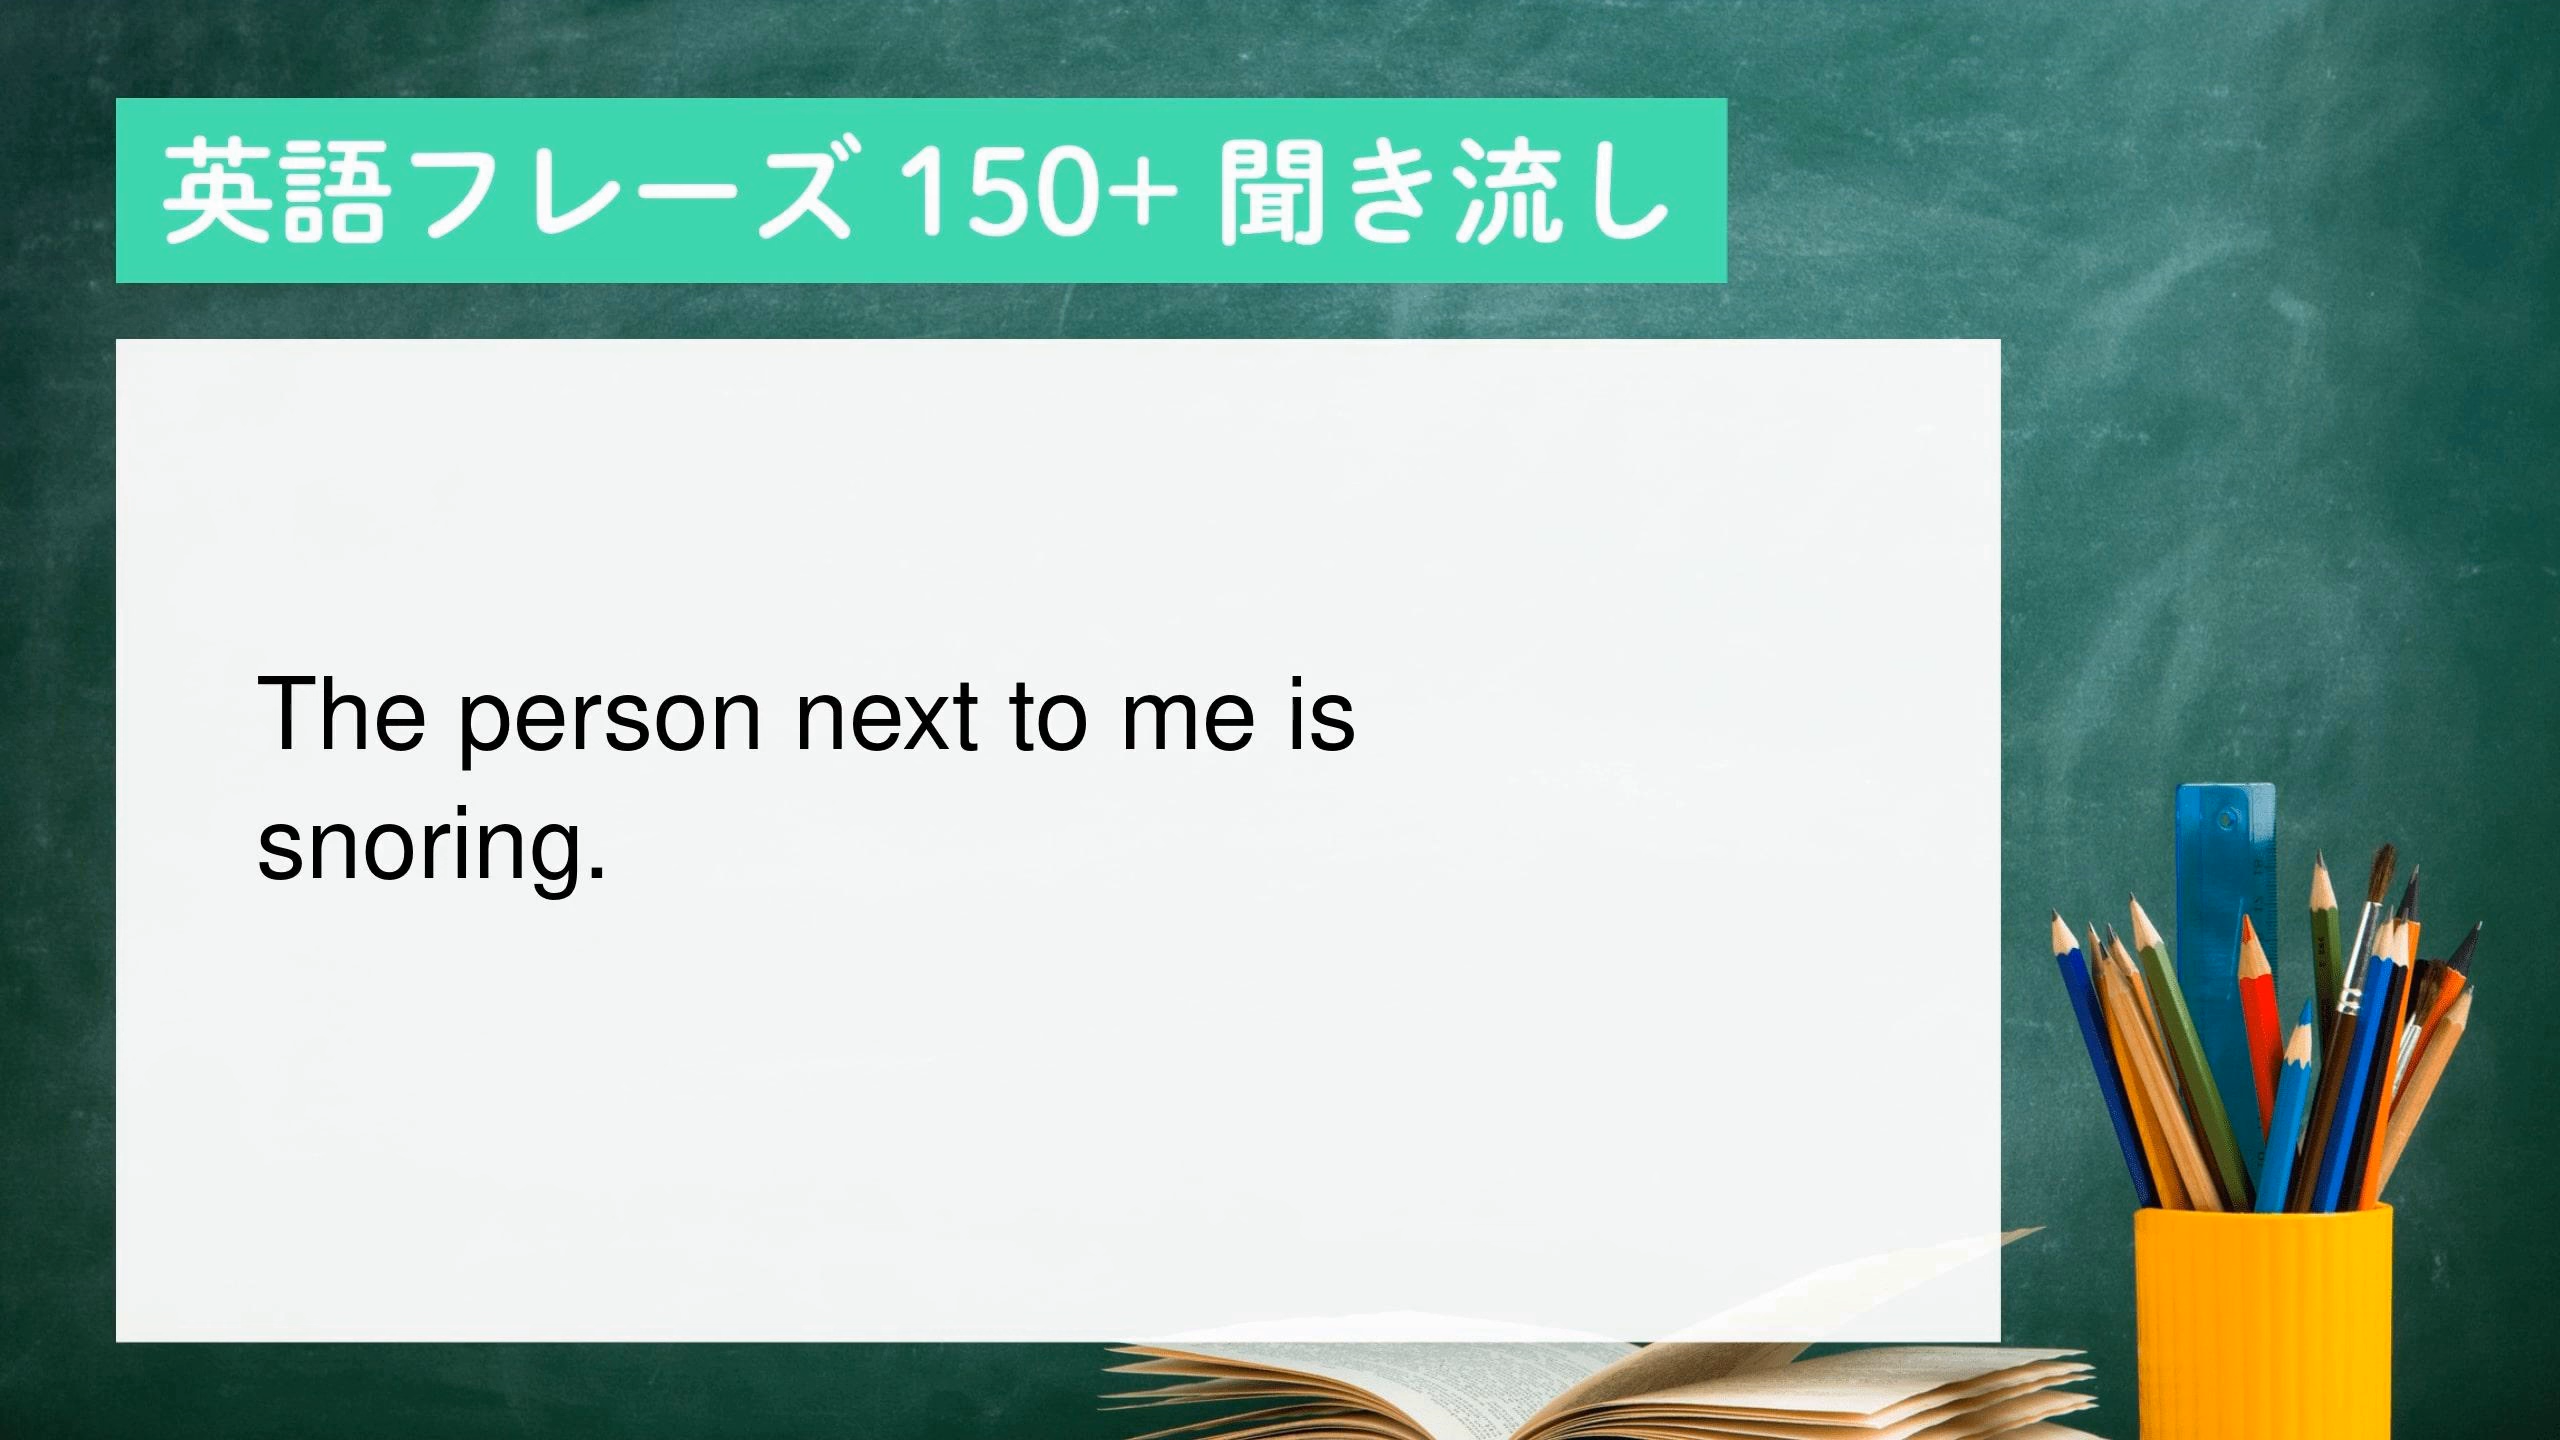 英語フレーズ 150+ 聞き流し
The person next to me is
snoring.